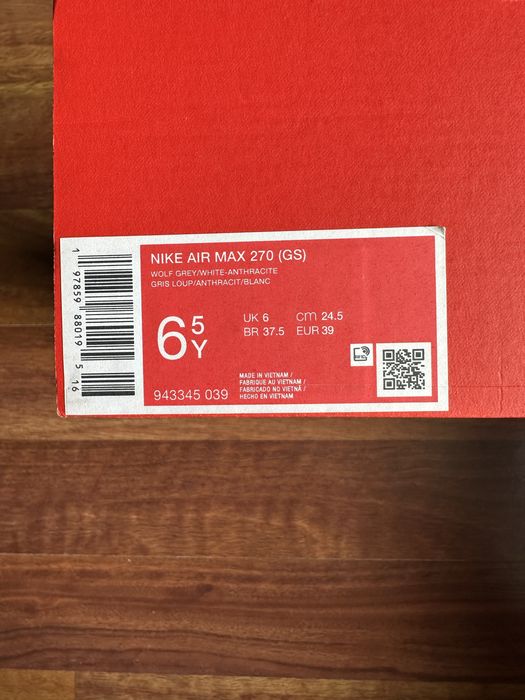 NIKE AIR MAX 270 (GS)
WOLF GREY/WHITE-ANTHRACITE
GRIS LOUP/ANTHRACIT/BLANC
6 5 Y
UK 6 cm 24.5
BR 37.5 EUR 39
943345 039
MADE IN VIETNAM /
FABRIQUE AU VIETNAM /
FABRICADO NO VIETNÃ /
HECHO EN VIETNAM
1 97859 88019 5 16